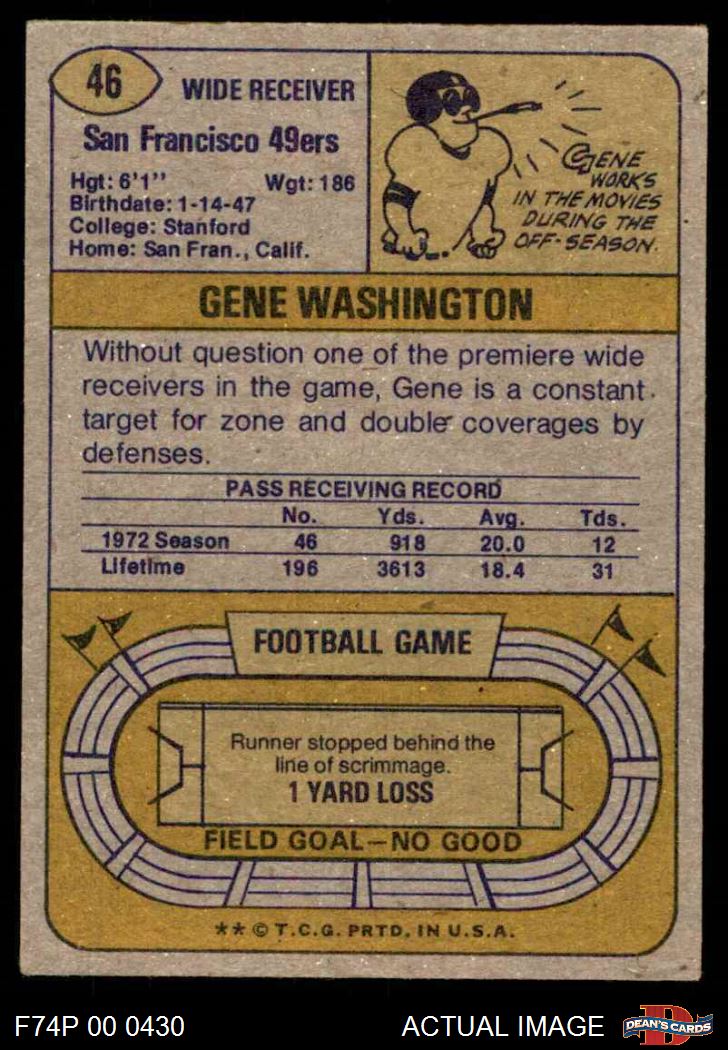 46
WIDE RECEIVER
San Francisco 49ers
Hgt: 6'1" Wgt: 186
Birthdate: 1-14-47
College: Stanford
Home: San Fran., Calif.
GENE
WORKS
IN THE MOVIES
DURING THE
OFF-SEASON.
GENE WASHINGTON
Without question one of the premiere wide
receivers in the game, Gene is a constant
target for zone and double coverages by
defenses.
PASS RECEIVING RECORD
No. Yds. Avg. Tds.
1972 Season 46 918 20.0 12
Lifetime 196 3613 18.4 31
FOOTBALL GAME
Runner stopped behind the
line of scrimmage.
1 YARD LOSS
FIELD GOAL—NO GOOD
** © T.C.G. PRTD. IN U.S.A.
F74P 00 0430 ACTUAL IMAGE
D
DEAN'S CARDS